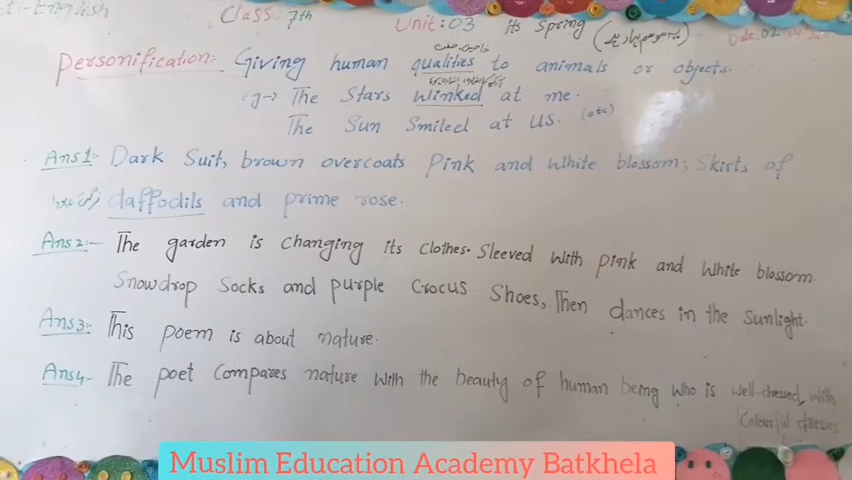 English
Class 7th
Unit: 03 its Spring
Date: 02
Personification: Giving human qualities to animals or objects.
e.g → The Stars winked at me.
The Sun Smiled at us. (etc)
Ans1:- Dark Suit, brown overcoats Pink and white blossom; Skirts of
daffodils and prime rose.
Ans2:- The garden is changing its clothes. Sleeved with pink and white blossom.
Snowdrop Socks and purple Crocus Shoes, Then dances in the Sunlight.
Ans3:- This poem is about nature.
Ans4:- The poet Compares nature with the beauty of human being who is well-dressed with
Colourful dresses
Muslim Education Academy Batkhela